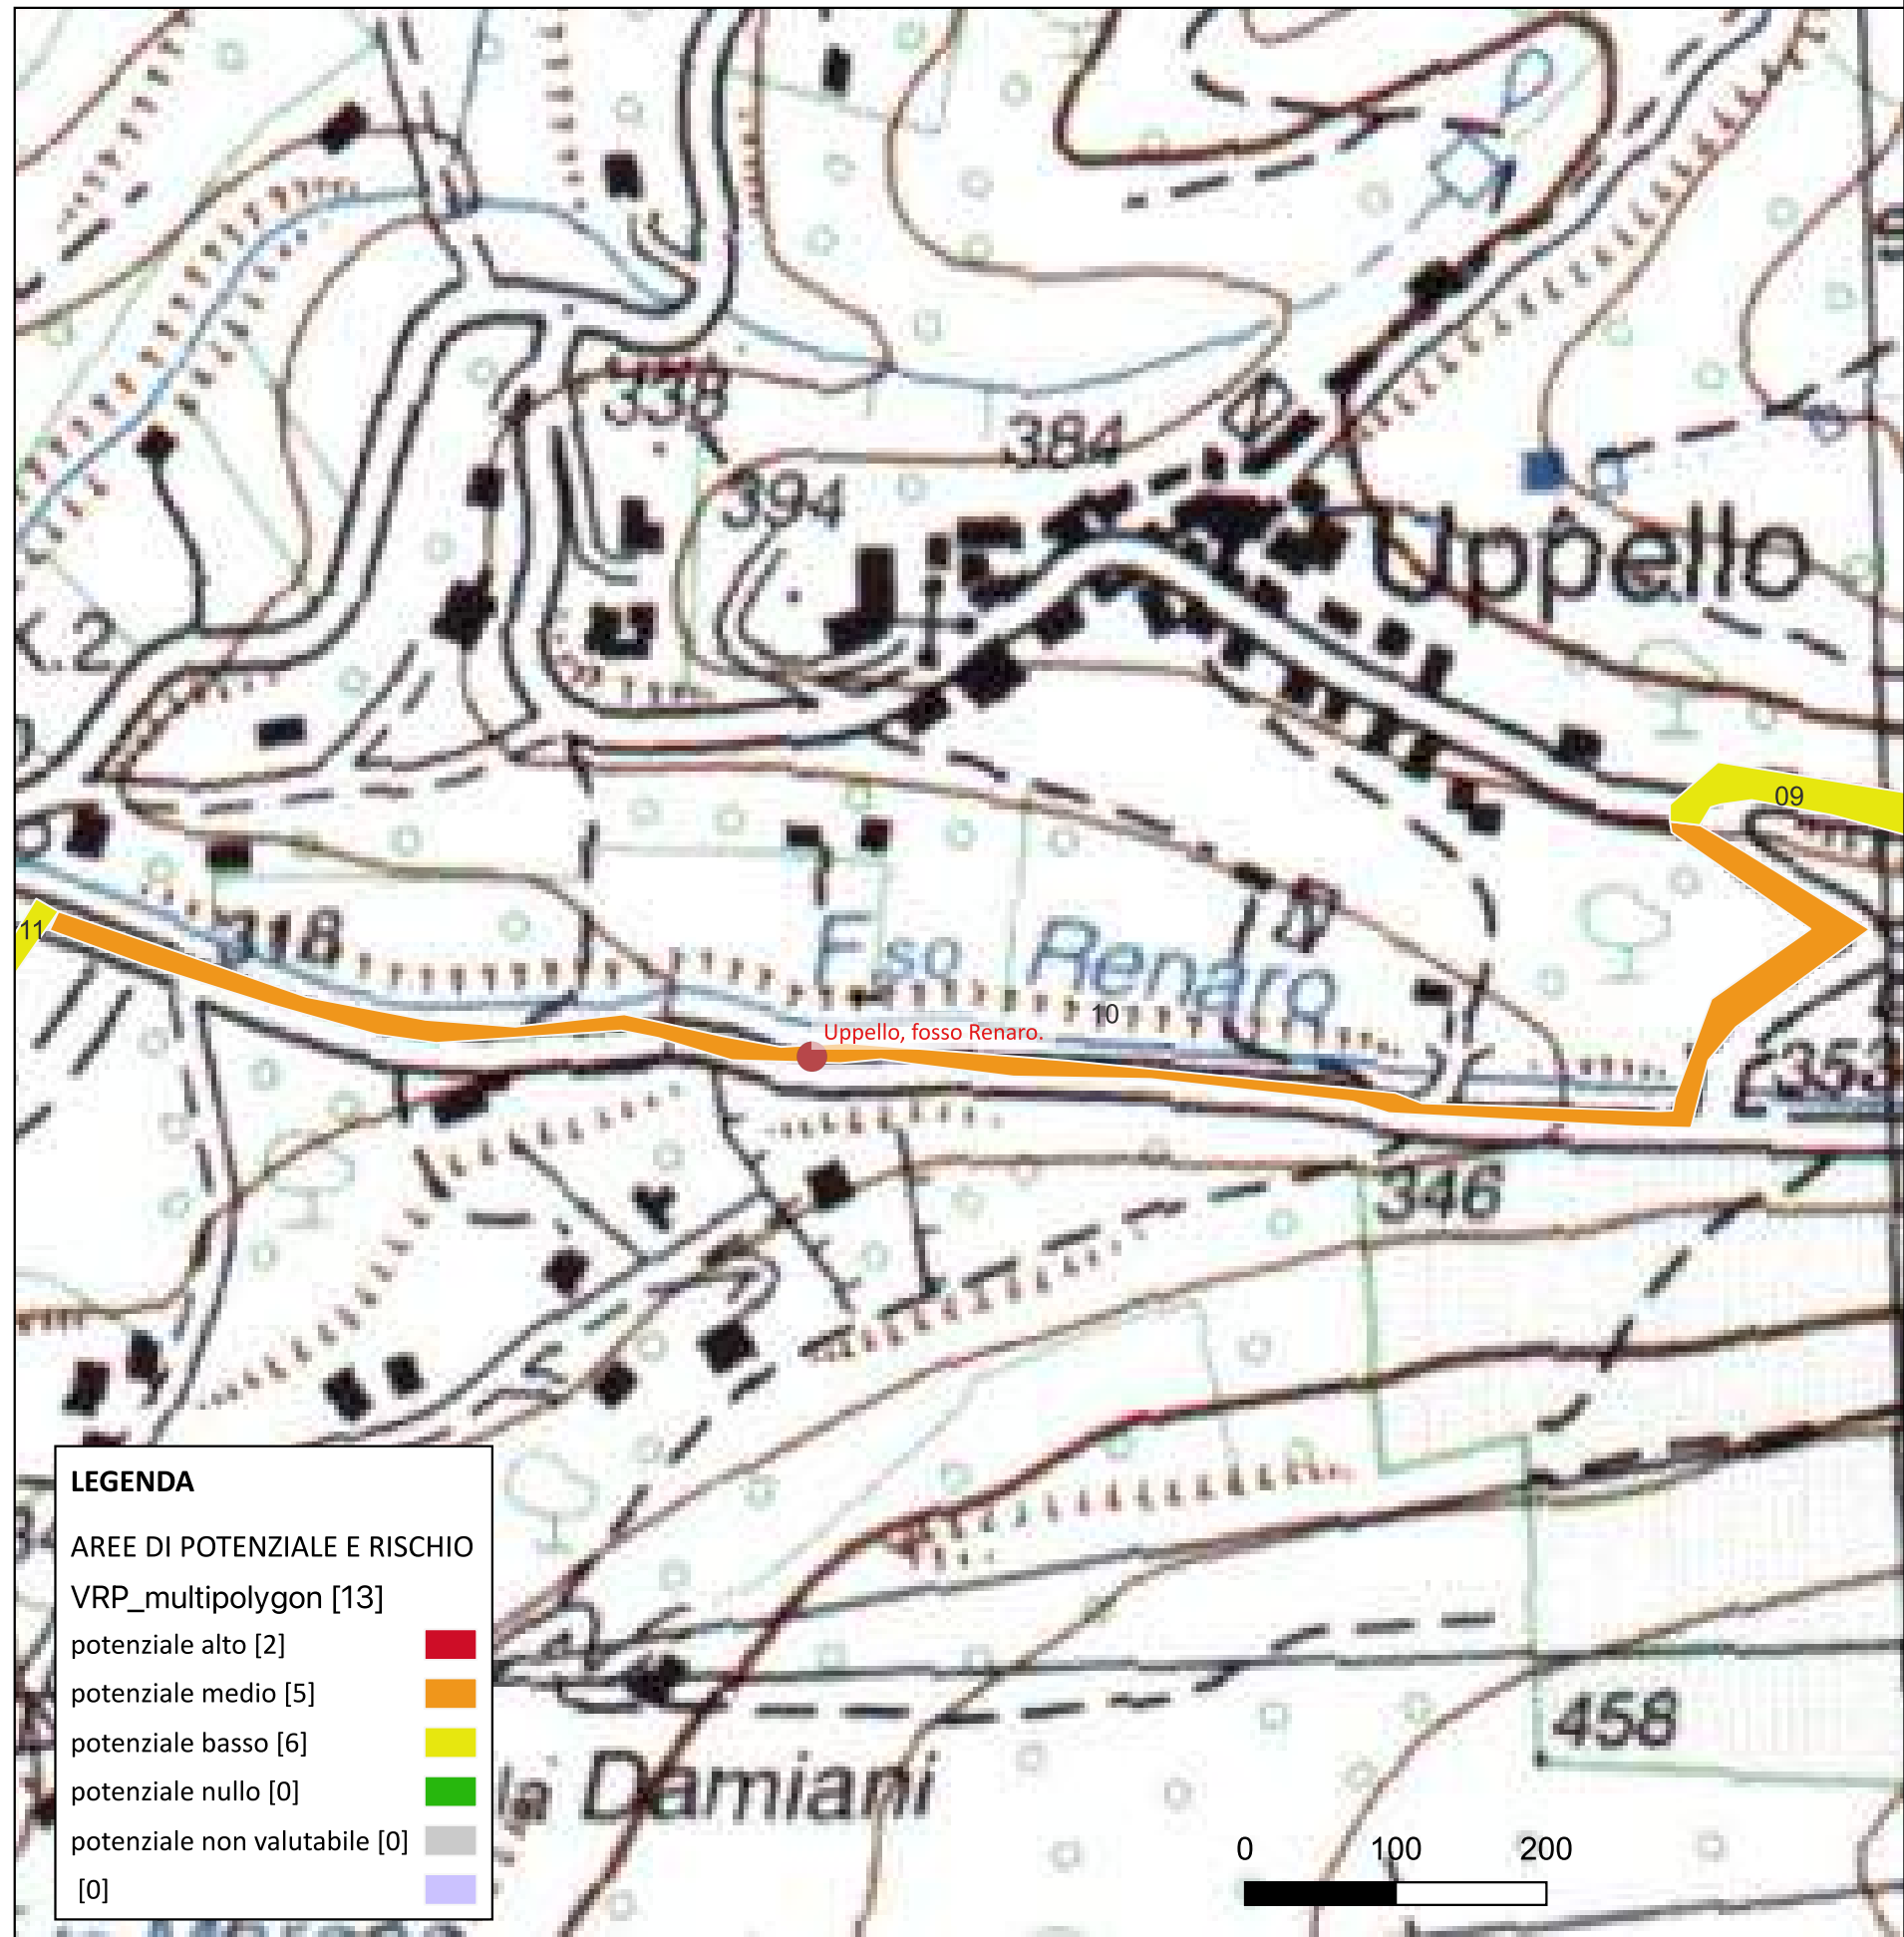 338
384
394
Uppello
09
11
318
Fso Renaro
10
Uppello, fosso Renaro.
353
346
LEGENDA
AREE DI POTENZIALE E RISCHIO
VRP_multipolygon [13]
potenziale alto [2]
potenziale medio [5]
potenziale basso [6]
potenziale nullo [0]
potenziale non valutabile [0]
[0]
458
la Damiani
0 100 200